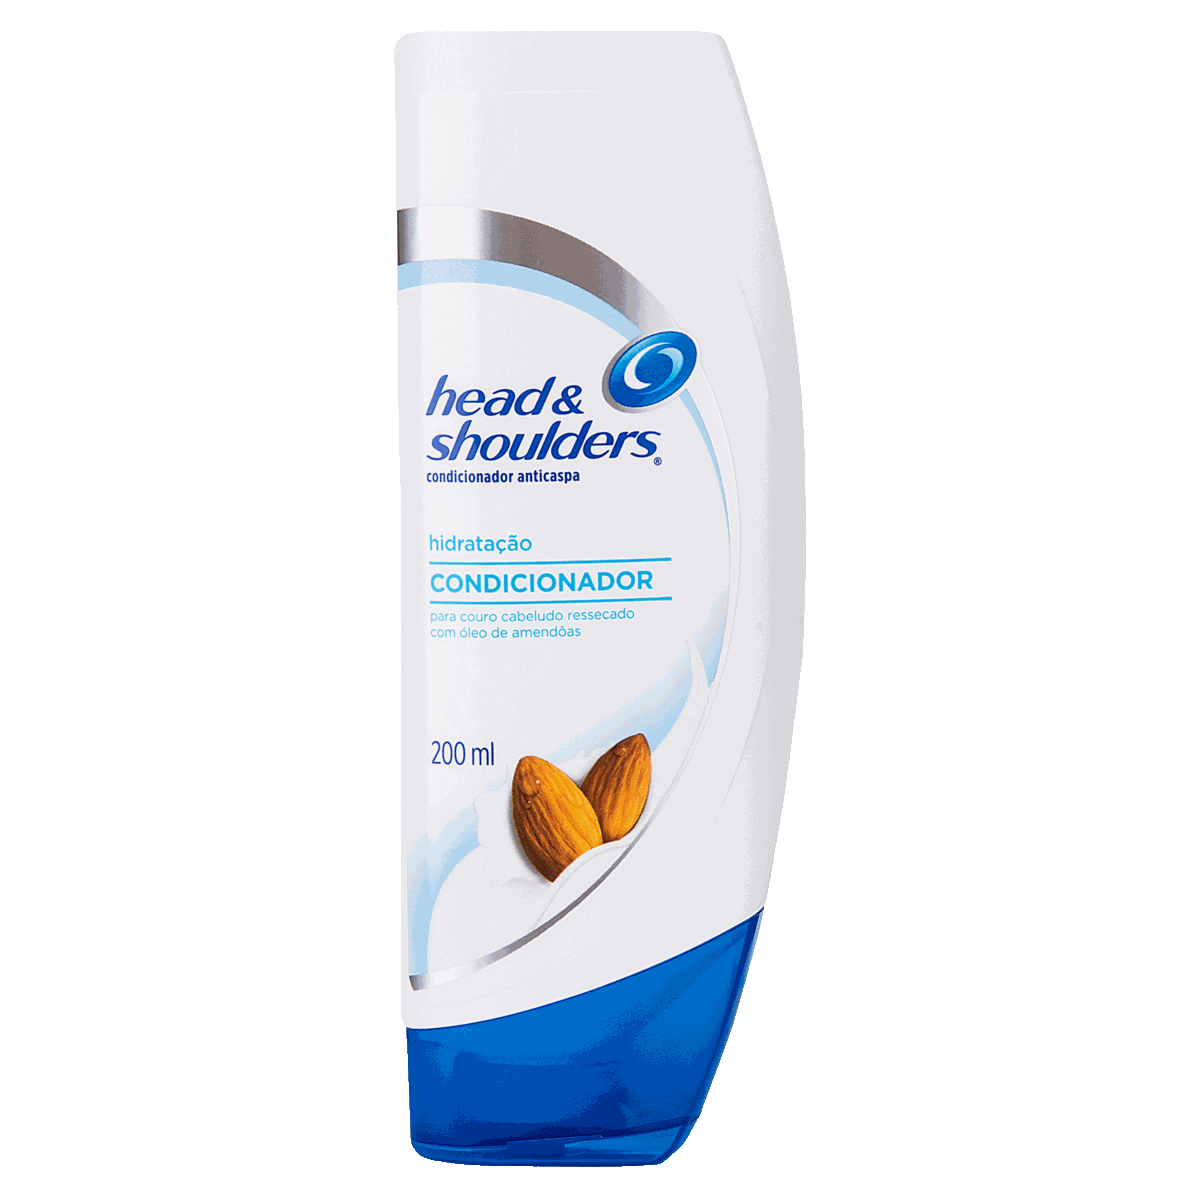 head &
shoulders®
condicionador anticaspa
hidratação
CONDICIONADOR
para couro cabeludo ressecado
com óleo de amendôas
200 ml